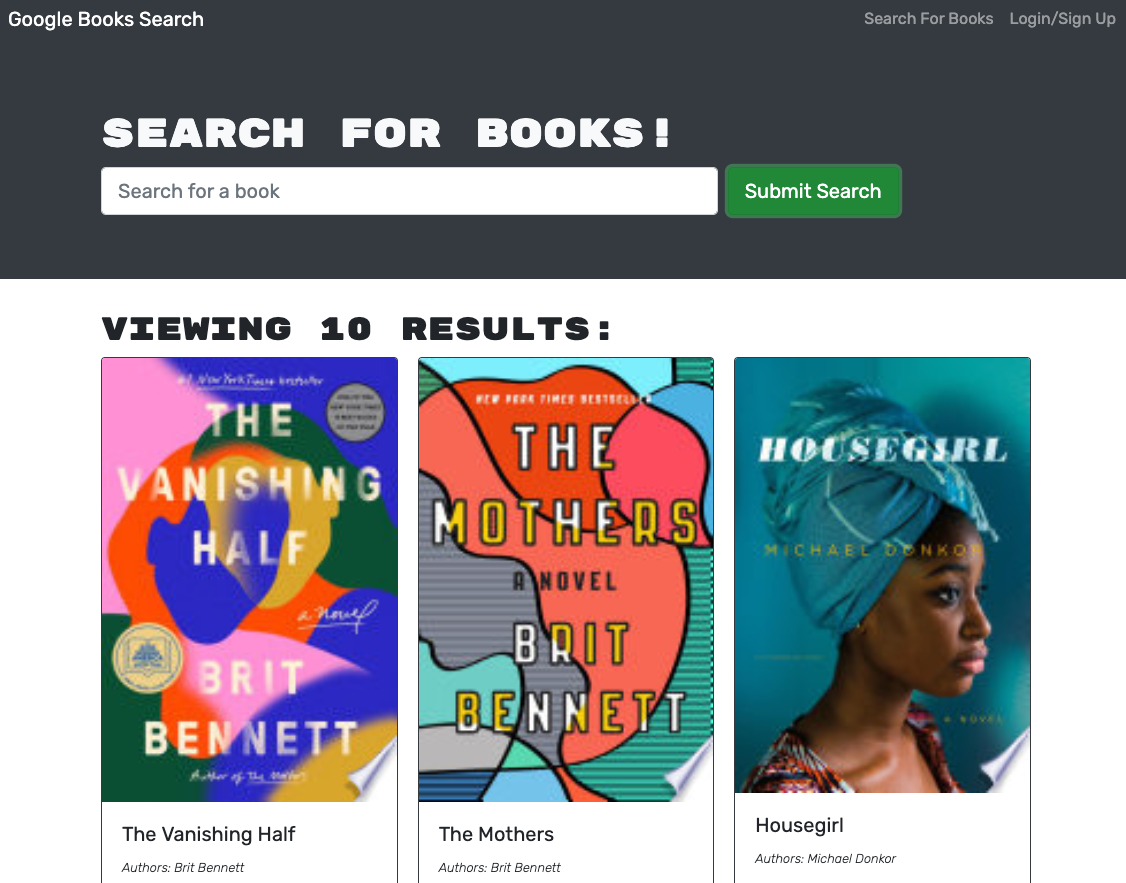 Google Books Search
Search For Books
Login/Sign Up
SEARCH FOR BOOKS!
Search for a book
Submit Search
VIEWING 10 RESULTS:
#1 New York Times bestseller
THE
VANISHING
HALF
a novel
BRIT
BENNETT
Author of The Mothers
NEW YORK TIMES BESTSELLER
THE
MOTHERS
A NOVEL
BRIT
BENNETT
HOUSEGIRL
MICHAEL DONKOR
A NOVEL
The Vanishing Half
Authors: Brit Bennett
The Mothers
Authors: Brit Bennett
Housegirl
Authors: Michael Donkor